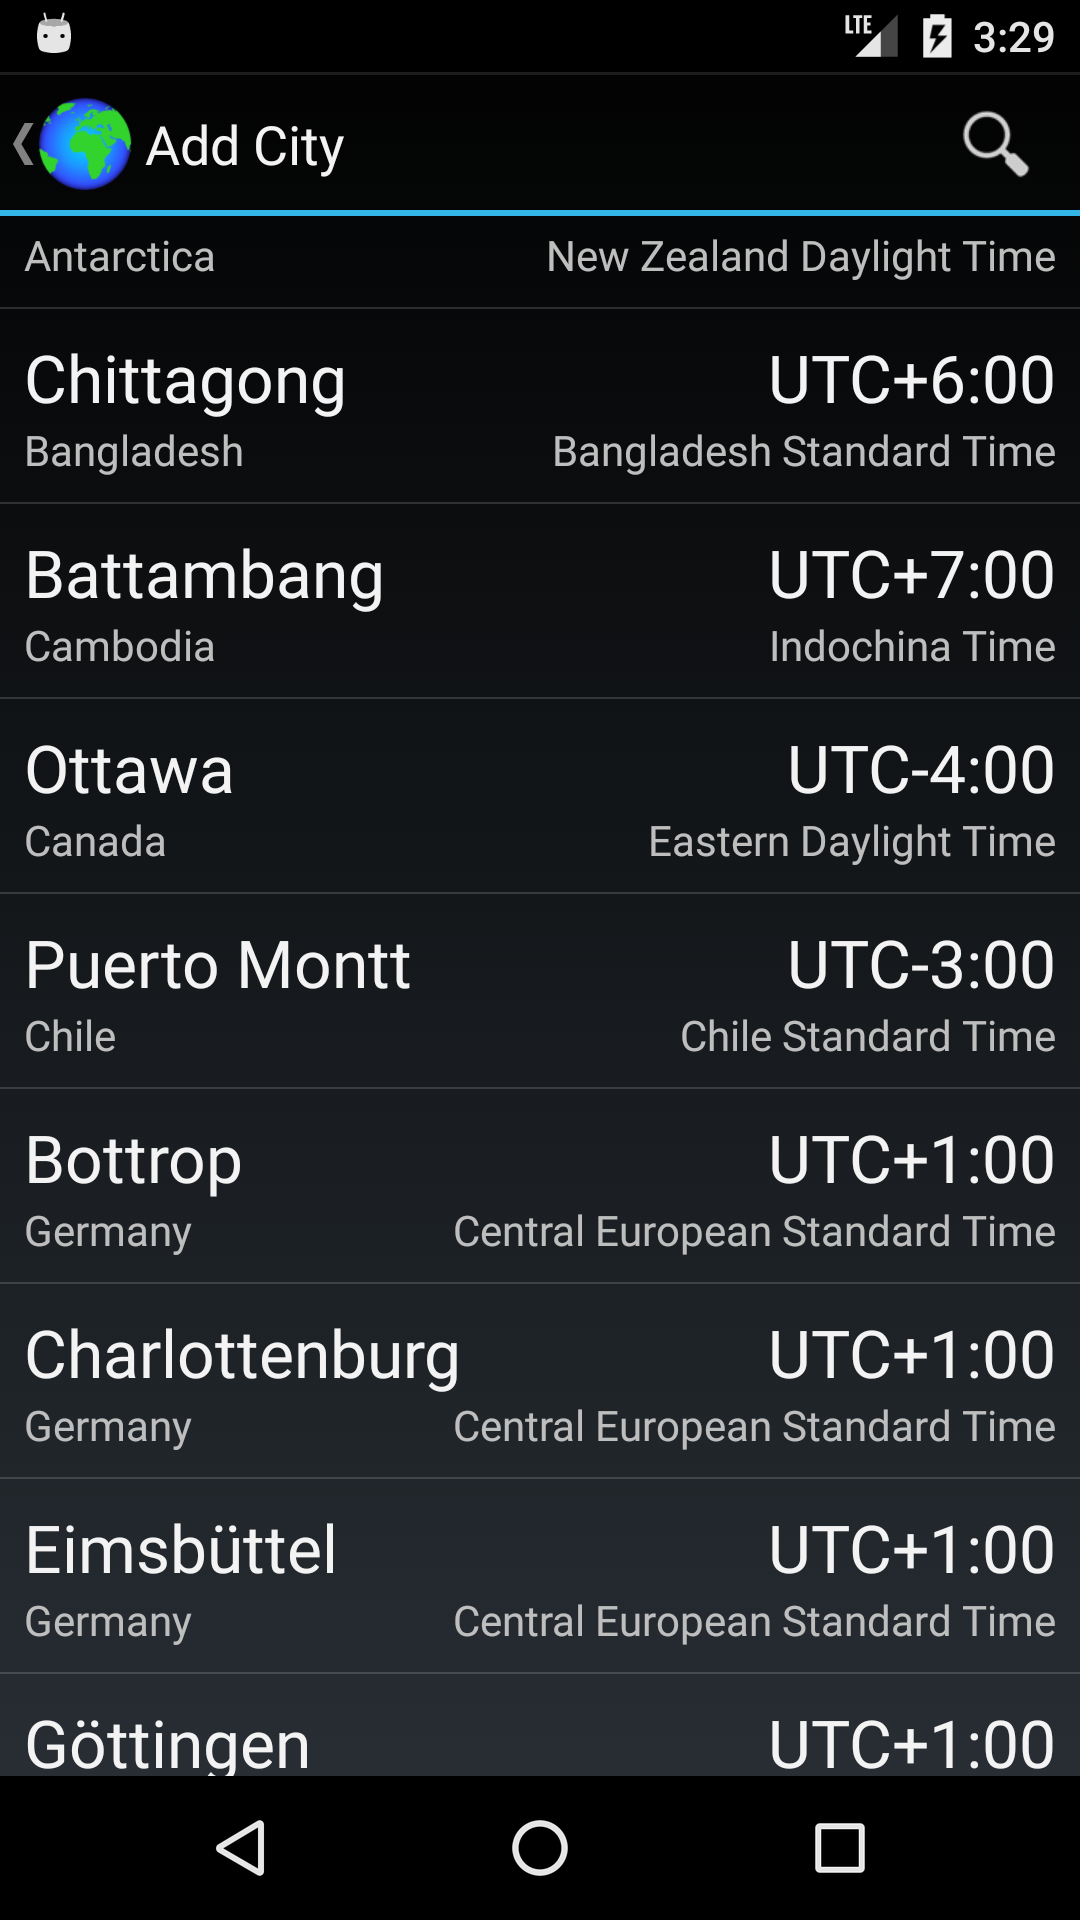 LTE 3:29
Add City
Antarctica New Zealand Daylight Time
Chittagong UTC+6:00
Bangladesh Bangladesh Standard Time
Battambang UTC+7:00
Cambodia Indochina Time
Ottawa UTC-4:00
Canada Eastern Daylight Time
Puerto Montt UTC-3:00
Chile Chile Standard Time
Bottrop UTC+1:00
Germany Central European Standard Time
Charlottenburg UTC+1:00
Germany Central European Standard Time
Eimsbüttel UTC+1:00
Germany Central European Standard Time
Göttingen UTC+1:00